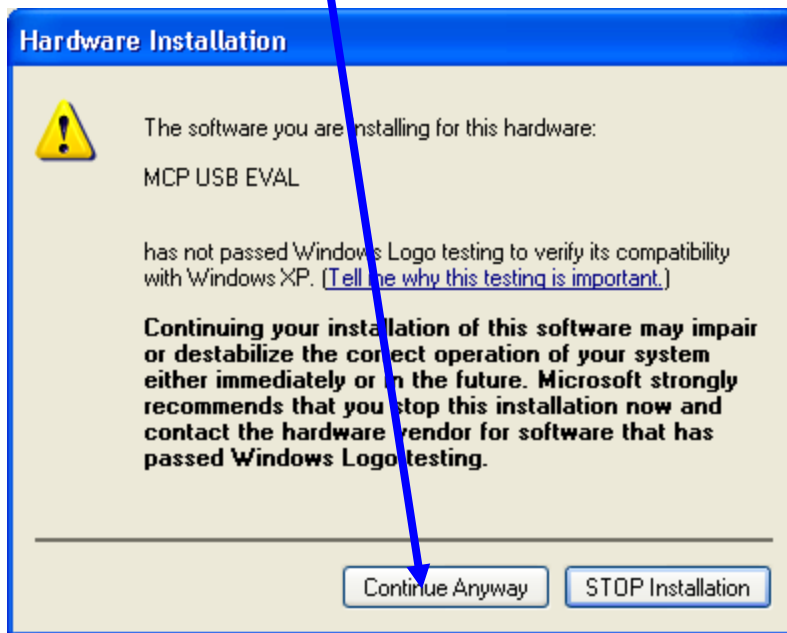 Hardware Installation
The software you are installing for this hardware:
MCP USB EVAL
has not passed Windows Logo testing to verify its compatibility
with Windows XP. (Tell me why this testing is important.)
Continuing your installation of this software may impair
or destabilize the correct operation of your system
either immediately or in the future. Microsoft strongly
recommends that you stop this installation now and
contact the hardware vendor for software that has
passed Windows Logo testing.
Continue Anyway
STOP Installation